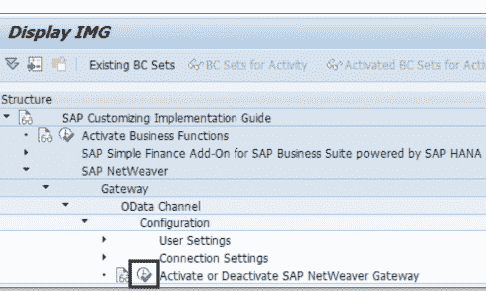 Display IMG
Existing BC Sets BC Sets for Activity Activated BC Sets for Acti
Structure
SAP Customizing Implementation Guide
Activate Business Functions
SAP Simple Finance Add-On for SAP Business Suite powered by SAP HANA
SAP NetWeaver
Gateway
OData Channel
Configuration
User Settings
Connection Settings
Activate or Deactivate SAP NetWeaver Gateway